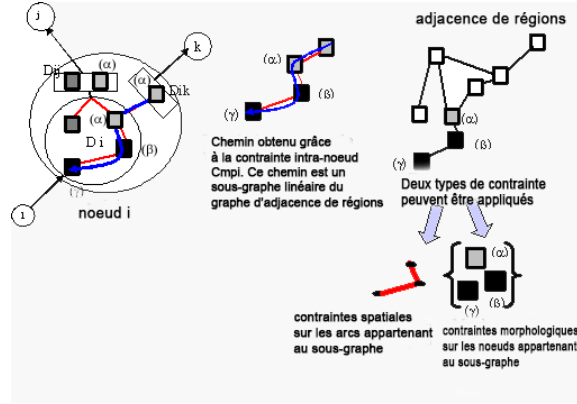 j
k
Dij
(α)
(α)
Dik
(α)
Di
(β)
(γ)
1
noeud i
(α)
(β)
(γ)
Chemin obtenu grâce
à la contrainte intra-noeud
Cmpi. Ce chemin est un
sous-graphe linéaire du
graphe d'adjacence de régions
adjacence de régions
(α)
(β)
(γ)
Deux types de contrainte
peuvent être appliqués
contraintes spatiales
sur les arcs appartenant
au sous-graphe
(α)
(β)
(γ)
contraintes morphologiques
sur les noeuds appartenant
au sous-graphe